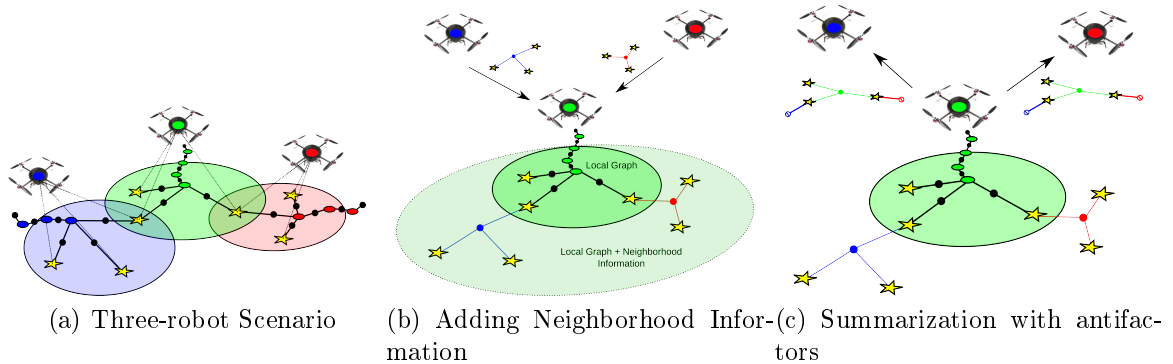 Local Graph
Local Graph + Neighborhood
Information
(a) Three-robot Scenario
(b) Adding Neighborhood Infor-
mation
(c) Summarization with antifac-
tors